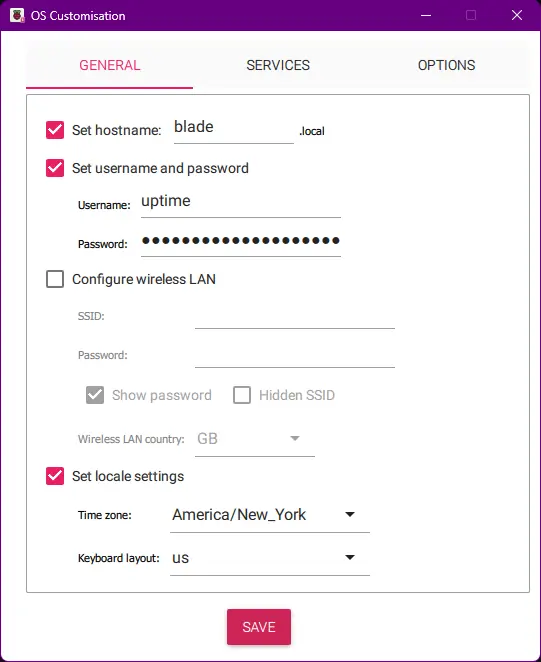 OS Customisation
GENERAL SERVICES OPTIONS
Set hostname: blade .local
Set username and password
Username: uptime
Password: ●●●●●●●●●●●●●●●●●●●●
Configure wireless LAN
SSID:
Password:
Show password Hidden SSID
Wireless LAN country: GB
Set locale settings
Time zone: America/New_York
Keyboard layout: us
SAVE